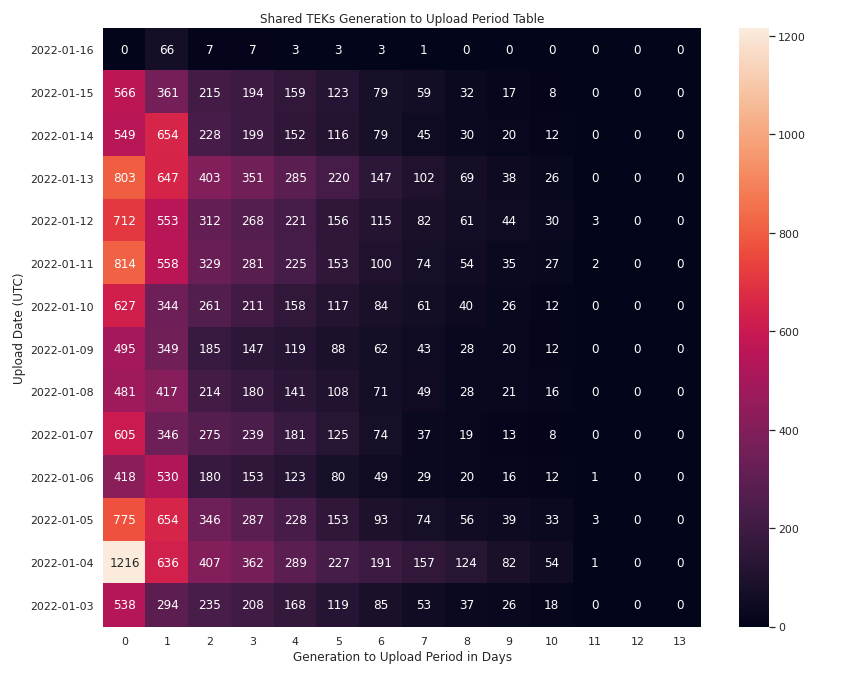 Shared TEKs Generation to Upload Period Table
Upload Date (UTC)
2022-01-16 0 66 7 7 3 3 3 1 0 0 0 0 0 0
2022-01-15 566 361 215 194 159 123 79 59 32 17 8 0 0 0
2022-01-14 549 654 228 199 152 116 79 45 30 20 12 0 0 0
2022-01-13 803 647 403 351 285 220 147 102 69 38 26 0 0 0
2022-01-12 712 553 312 268 221 156 115 82 61 44 30 3 0 0
2022-01-11 814 558 329 281 225 153 100 74 54 35 27 2 0 0
2022-01-10 627 344 261 211 158 117 84 61 40 26 12 0 0 0
2022-01-09 495 349 185 147 119 88 62 43 28 20 12 0 0 0
2022-01-08 481 417 214 180 141 108 71 49 28 21 16 0 0 0
2022-01-07 605 346 275 239 181 125 74 37 19 13 8 0 0 0
2022-01-06 418 530 180 153 123 80 49 29 20 16 12 1 0 0
2022-01-05 775 654 346 287 228 153 93 74 56 39 33 3 0 0
2022-01-04 1216 636 407 362 289 227 191 157 124 82 54 1 0 0
2022-01-03 538 294 235 208 168 119 85 53 37 26 18 0 0 0
0 1 2 3 4 5 6 7 8 9 10 11 12 13
Generation to Upload Period in Days
1200
1000
800
600
400
200
0